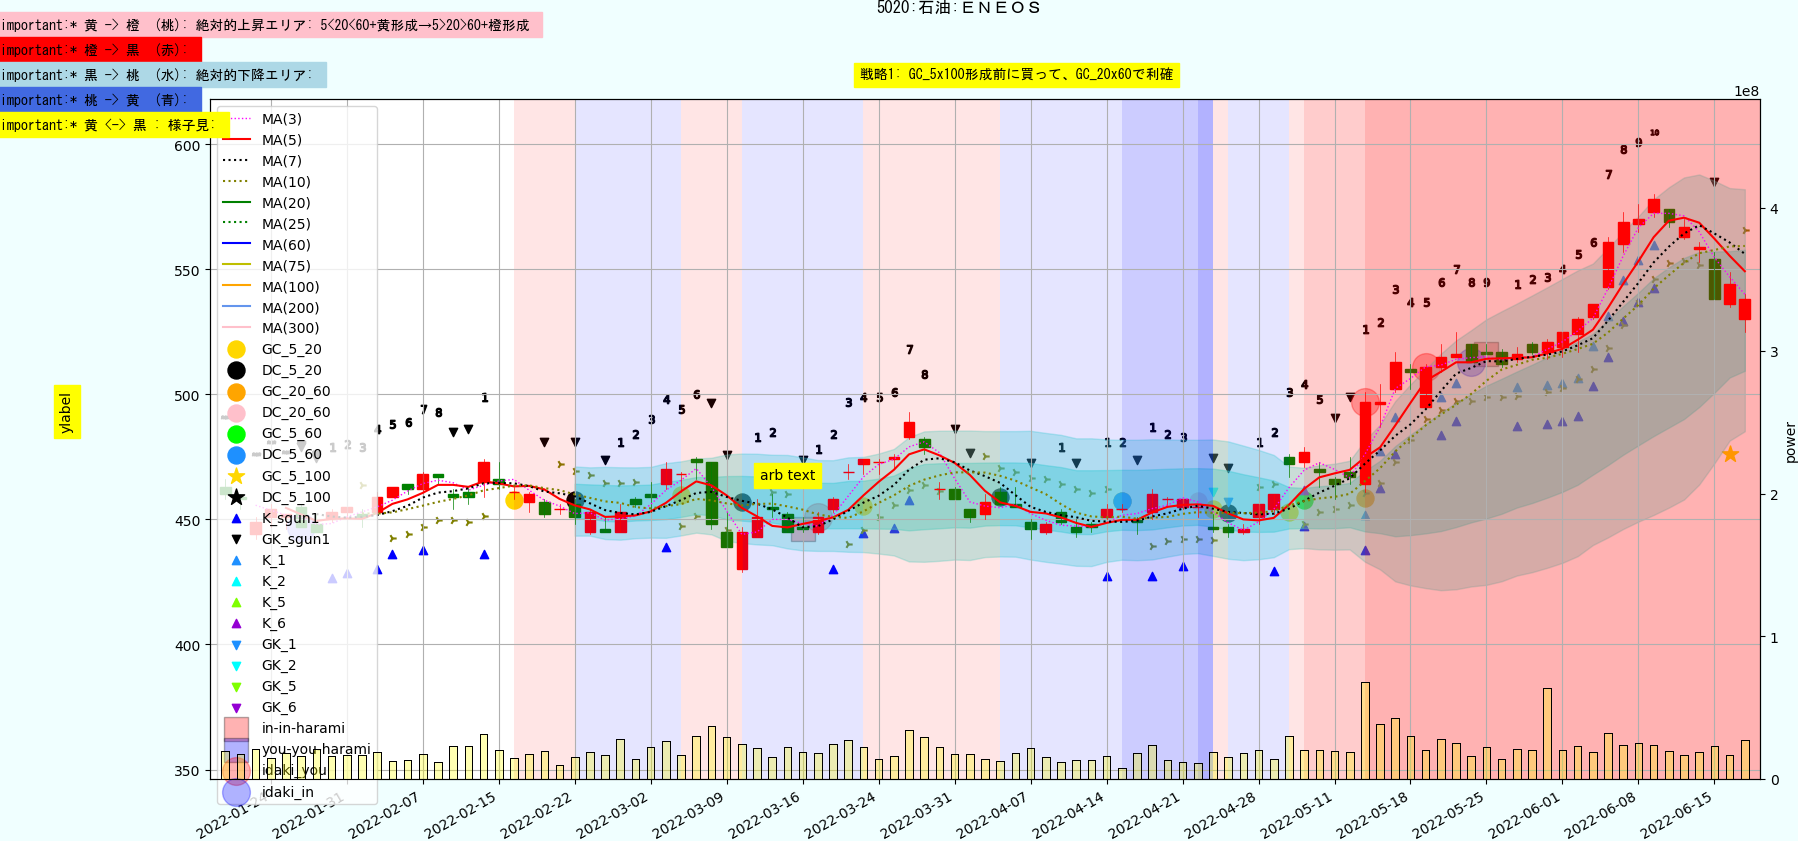 5020:石油:ＥＮＥＯＳ
important:* 黄 -> 橙 （桃）: 絶対的上昇エリア: 5<20<60+黄形成→5>20>60+橙形成
important:* 橙 -> 黒 （赤）:
important:* 黒 -> 桃 （水）: 絶対的下降エリア:
戦略1: GC_5x100形成前に買って、GC_20x60で利確
important:* 桃 -> 黄 （青）:
important:* 黄 <-> 黒 : 様子見:
1e8
MA(3)
MA(5)
MA(7)
MA(10)
MA(20)
MA(25)
MA(60)
MA(75)
MA(100)
MA(200)
MA(300)
GC_5_20
DC_5_20
GC_20_60
DC_20_60
GC_5_60
DC_5_60
GC_5_100
DC_5_100
K_sgun1
GK_sgun1
K_1
K_2
K_5
K_6
GK_1
GK_2
GK_5
GK_6
in-in-harami
you-you-harami
idaki_you
idaki_in
600
550
500
450
400
350
ylabel
arb text
4
3
2
1
0
power
2022-01-24
2022-01-31
2022-02-07
2022-02-15
2022-02-22
2022-03-02
2022-03-09
2022-03-16
2022-03-24
2022-03-31
2022-04-07
2022-04-14
2022-04-21
2022-04-28
2022-05-11
2022-05-18
2022-05-25
2022-06-01
2022-06-08
2022-06-15